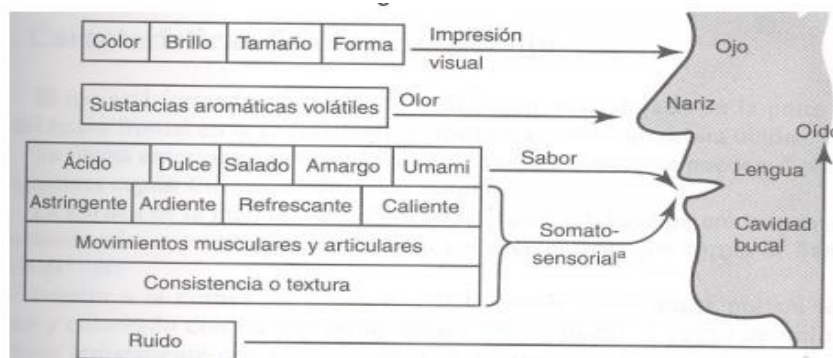 Color Brillo Tamaño Forma Impresión visual Ojo
Sustancias aromáticas volátiles Olor Nariz
Oído
Ácido Dulce Salado Amargo Umami Sabor Lengua
Astringente Ardiente Refrescante Caliente
Movimientos musculares y articulares Somato-
sensorialª Cavidad
bucal
Consistencia o textura
Ruido